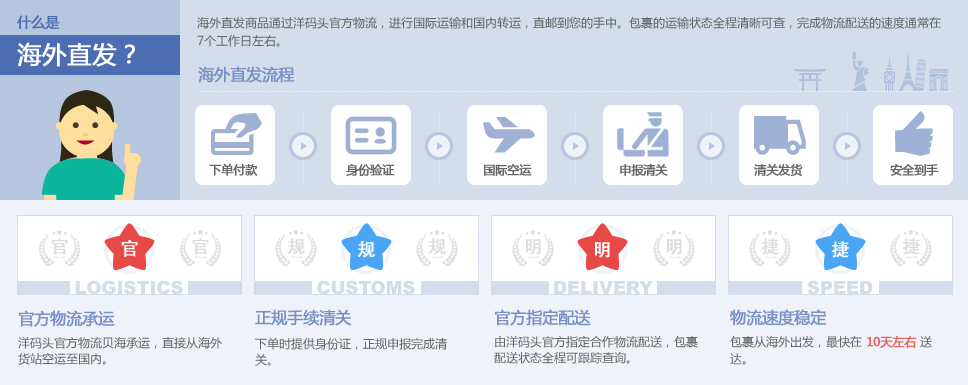 什么是
海外直发？
海外直发商品通过洋码头官方物流，进行国际运输和国内转运，直邮到您的手中。包裹的运输状态全程清晰可查，完成物流配送的速度通常在
7个工作日左右。
海外直发流程
下单付款
身份验证
国际空运
申报清关
清关发货
安全到手
官 官 官
规 规 规
明 明 明
捷 捷 捷
LOGISTICS
CUSTOMS
DELIVERY
SPEED
官方物流承运
洋码头官方物流贝海承运，直接从海外
货站空运至国内。
正规手续清关
下单时提供身份证，正规申报完成清
关。
官方指定配送
由洋码头官方指定合作物流配送，包裹
配送状态全程可跟踪查询。
物流速度稳定
包裹从海外出发，最快在 10天左右 送
达。